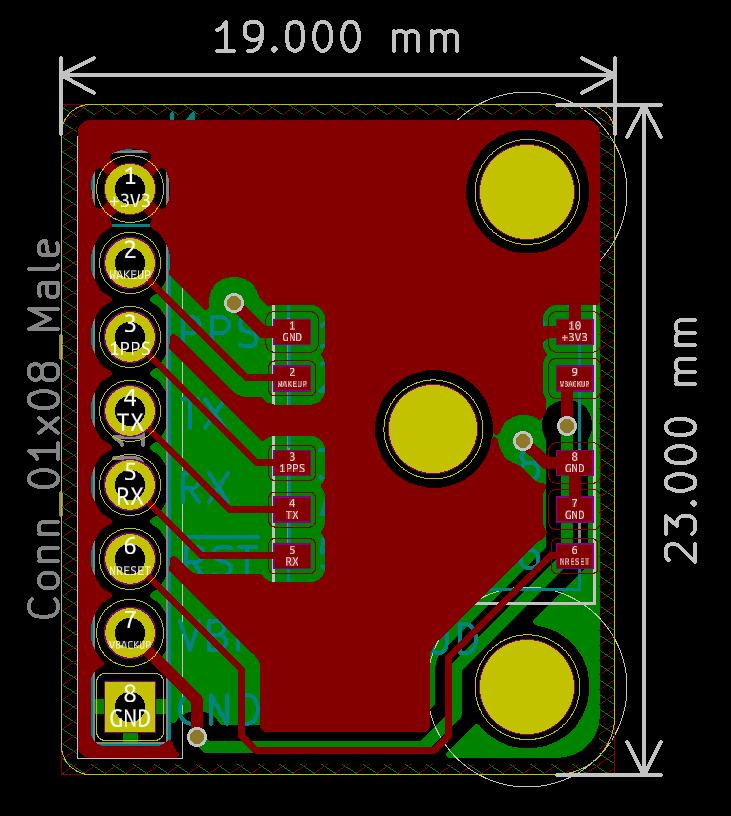 19.000 mm
23.000 mm
Conn_01x08_Male
1
+3V3
2
WAKEUP
3
1PPS
4
TX
5
RX
6
NRESET
7
VBACKUP
8
GND
PPS
TX
RX
RST
GND
1
GND
2
WAKEUP
3
1PPS
4
TX
5
RX
10
+3V3
9
VBACKUP
8
GND
7
GND
6
NRESET